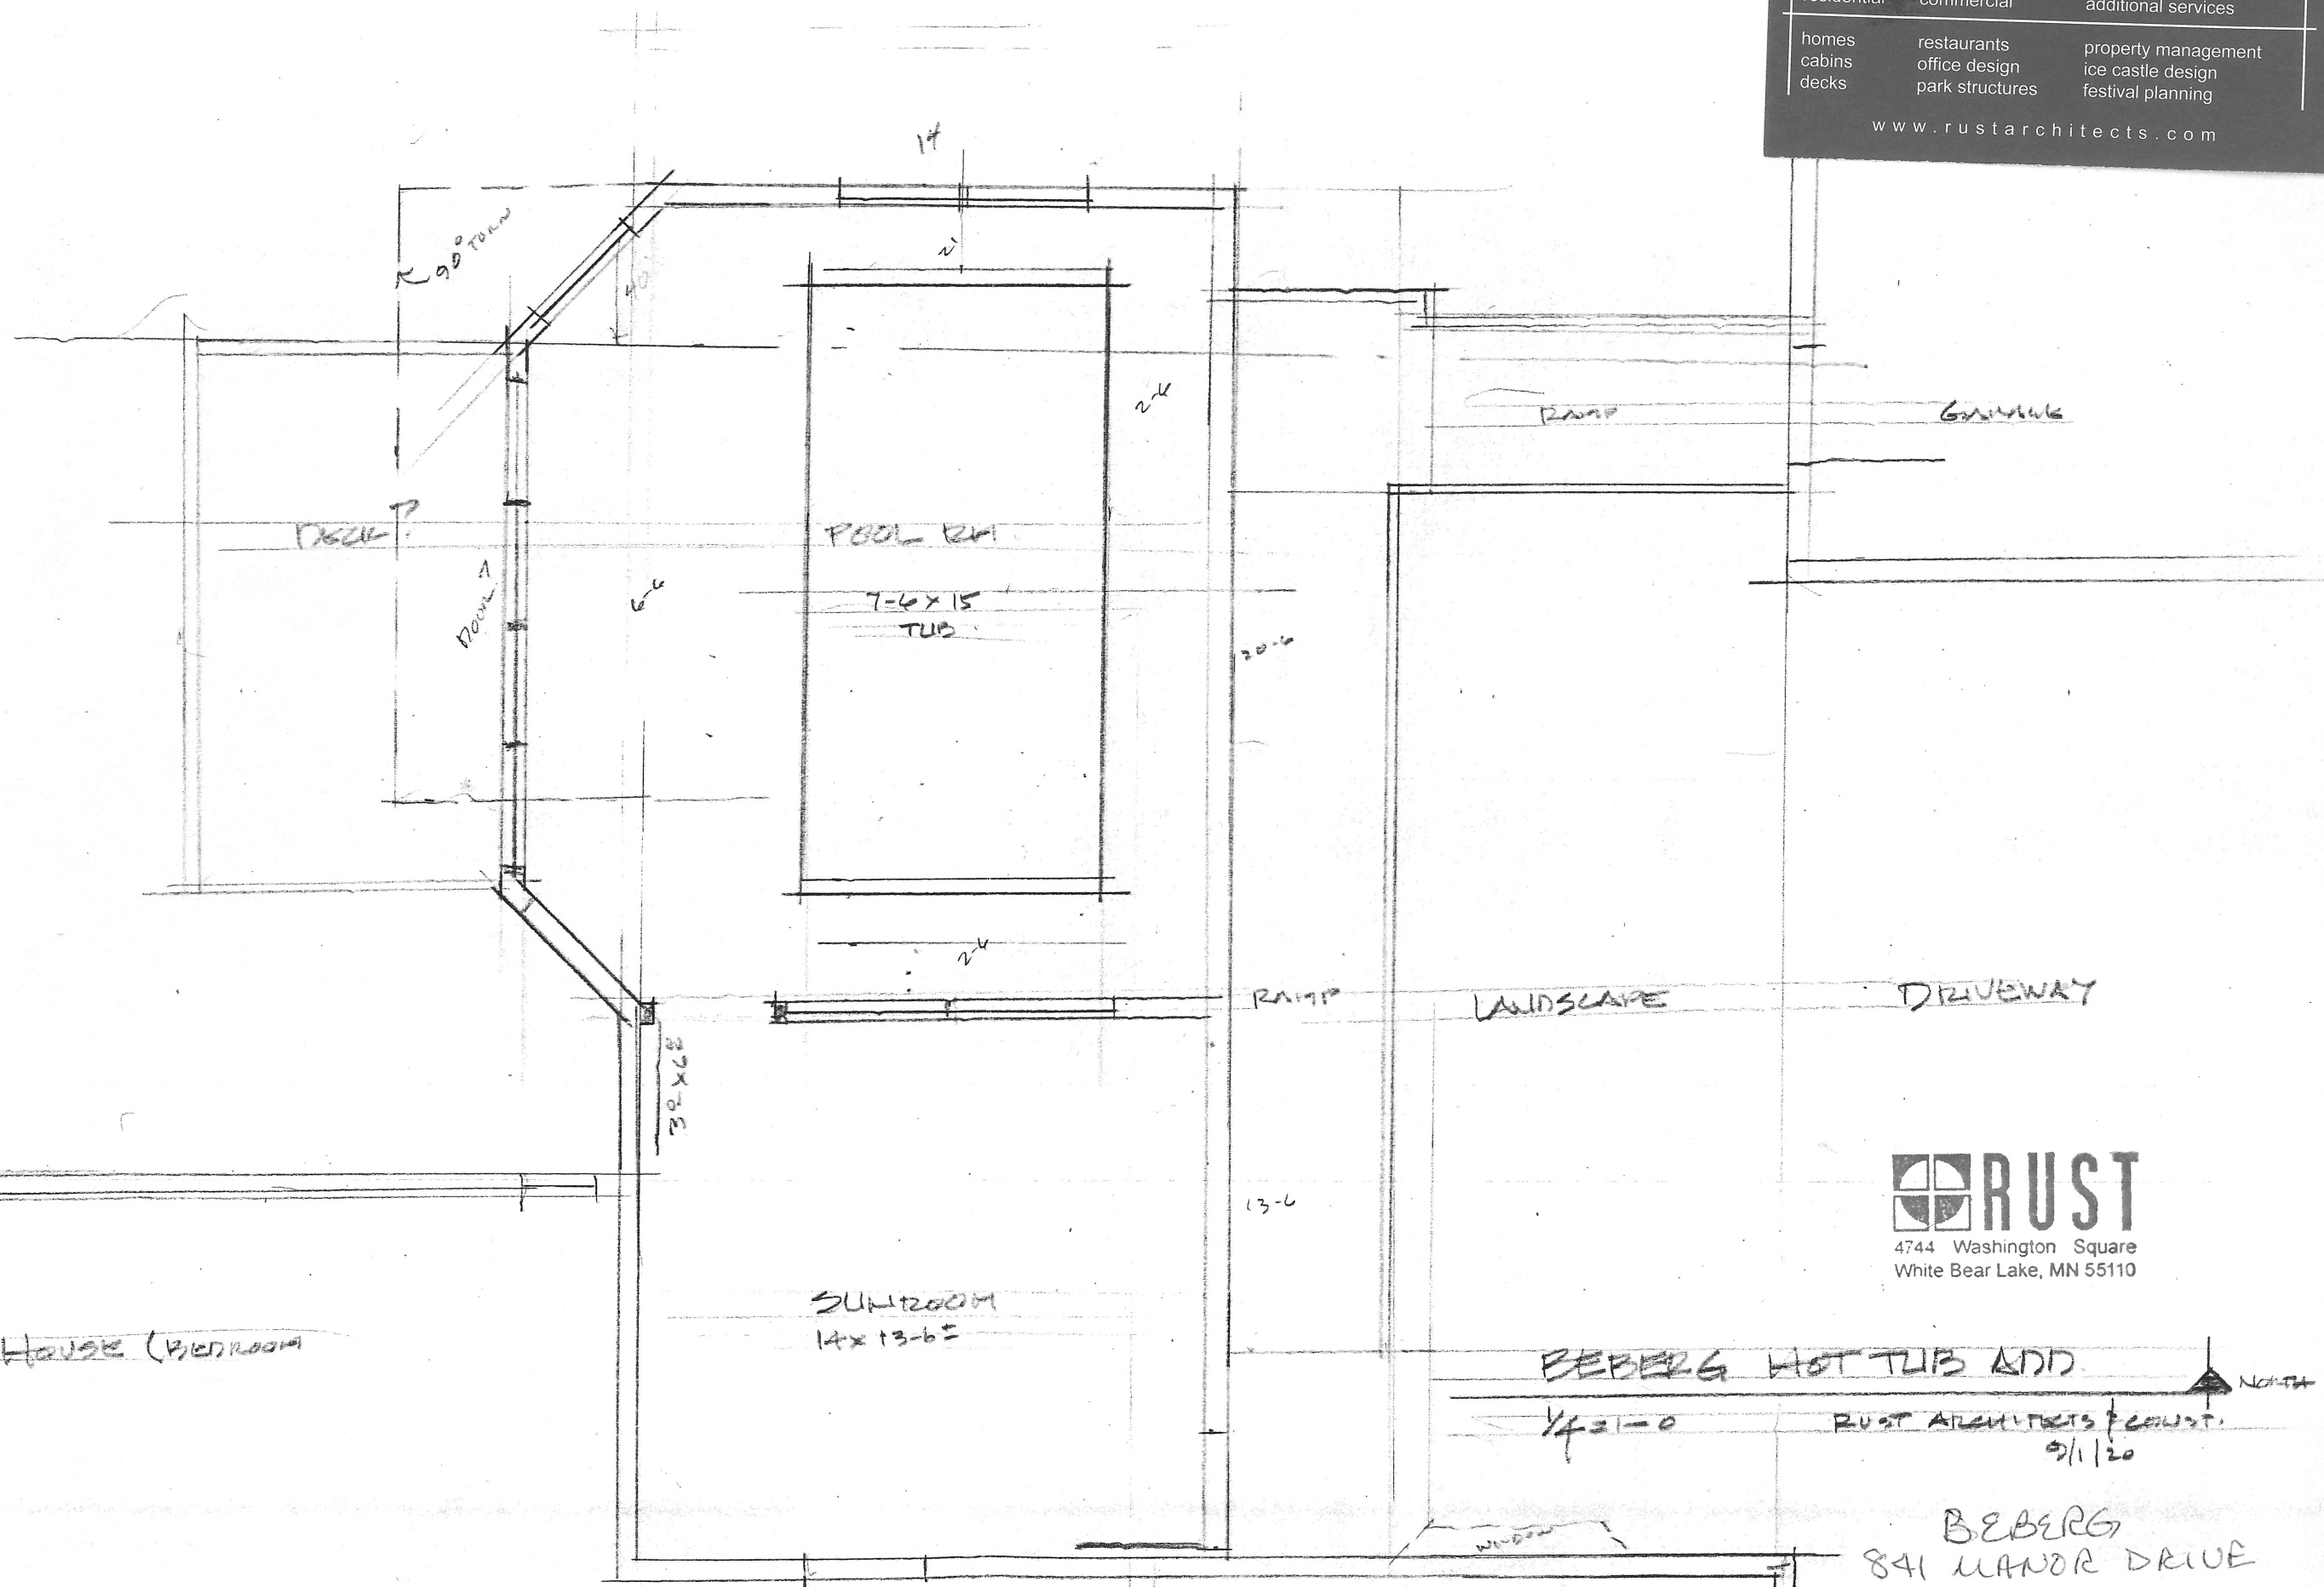 additional services
homes restaurants property management
cabins office design ice castle design
decks park structures festival planning
www.rustarchitects.com
14
90° TURN
2'
40
2-6
RAMP
GARAGE
DECK?
POOL RM
DOOR
6-6
7-6 x 15
TUB
20-6
2-6
RAMP
LANDSCAPE
DRIVEWAY
3⁰ x 6⁸
13-6
RUST
4744 Washington Square
White Bear Lake, MN 55110
SUNROOM
14 x 13-6±
HOUSE (BEDROOM
BEBERG HOT TUB ADD.
NORTH
1/4 = 1-0
RUST ARCHITECTS & CONST.
9/1/20
WINDOW
BEBERG
841 MANOR DRIVE